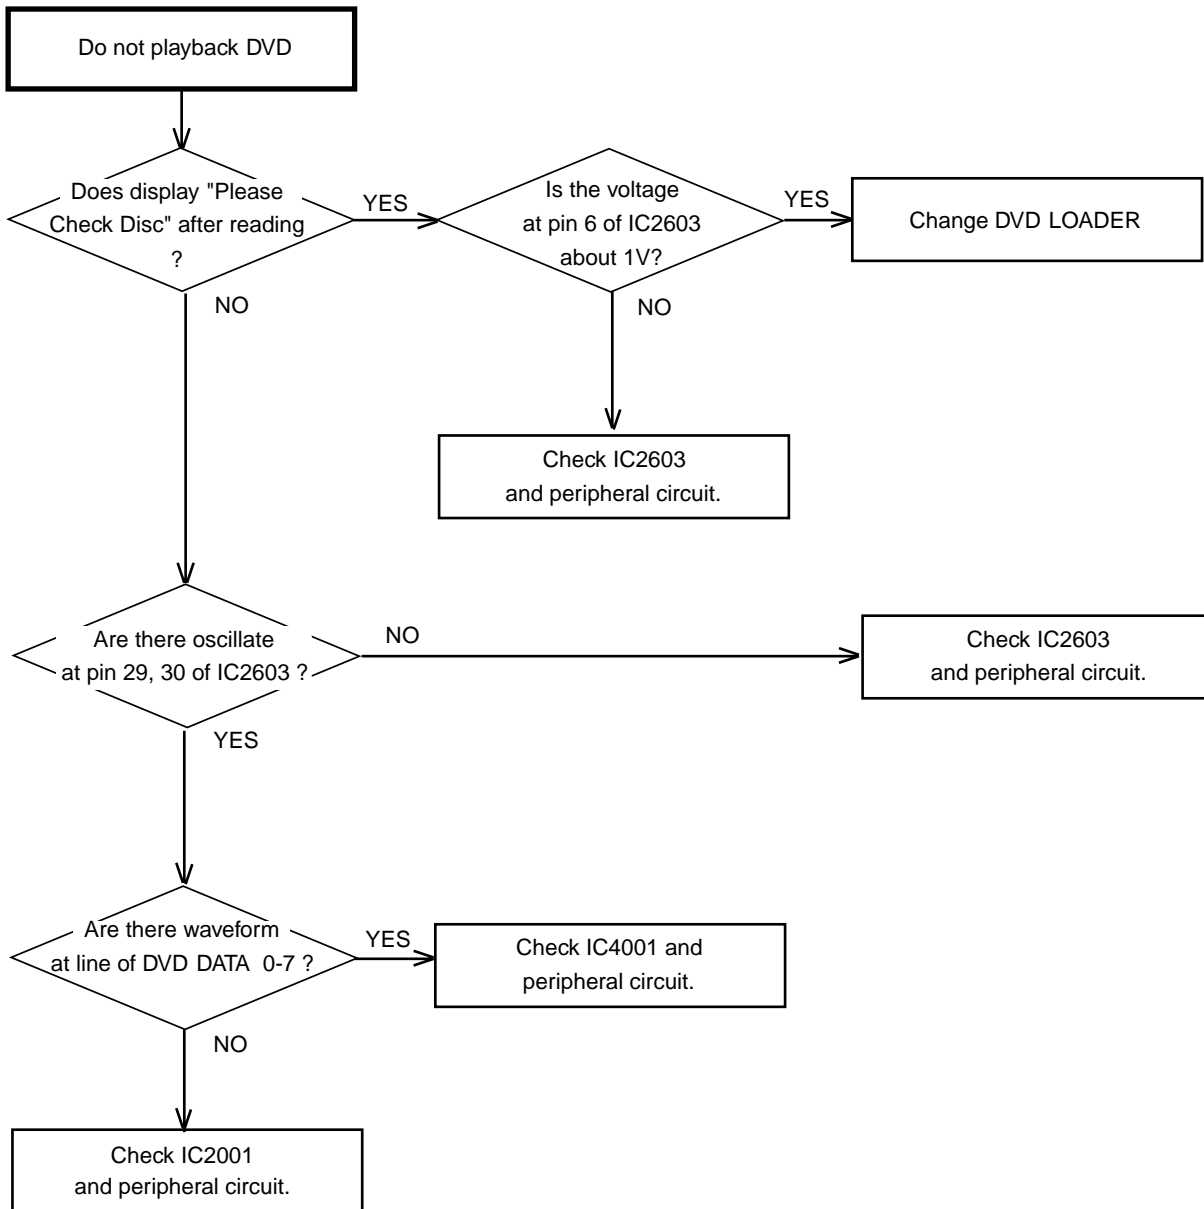 Do not playback DVD
Does display "Please
Check Disc" after reading
?
YES
Is the voltage
at pin 6 of IC2603
about 1V?
YES
Change DVD LOADER
NO
NO
Check IC2603
and peripheral circuit.
Are there oscillate
at pin 29, 30 of IC2603 ?
NO
Check IC2603
and peripheral circuit.
YES
Are there waveform
at line of DVD DATA 0-7 ?
YES
Check IC4001 and
peripheral circuit.
NO
Check IC2001
and peripheral circuit.